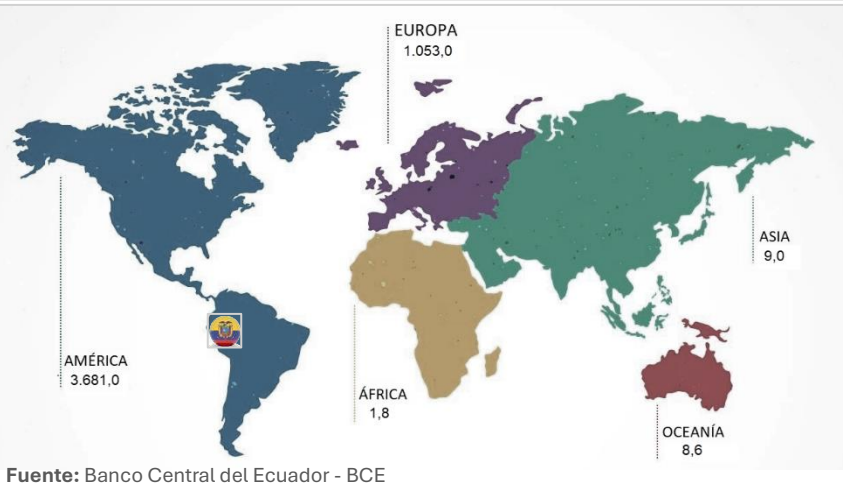 EUROPA
1.053,0
ASIA
9,0
AMÉRICA
3.681,0
ÁFRICA
1,8
OCEANÍA
8,6
Fuente: Banco Central del Ecuador - BCE